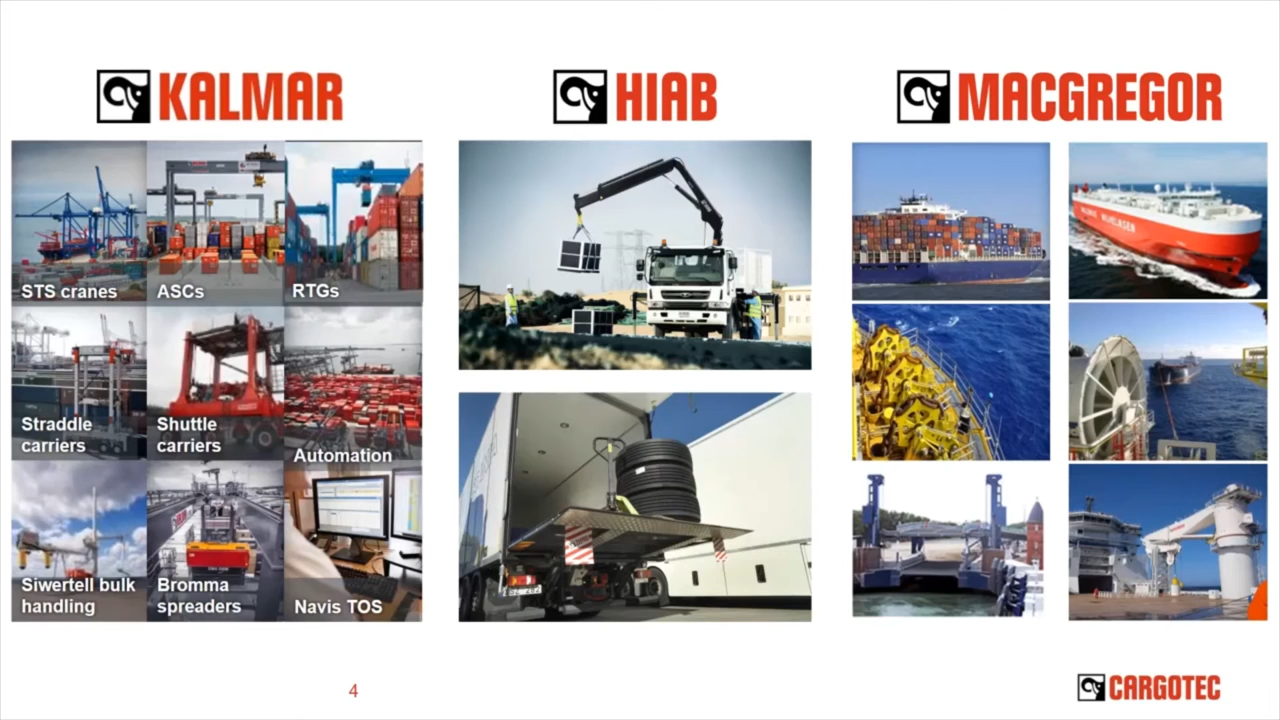 KALMAR
HIAB
MACGREGOR
STS cranes
ASCs
RTGs
Straddle
carriers
Shuttle
carriers
Automation
Siwertell bulk
handling
Bromma
spreaders
Navis TOS
4
CARGOTEC